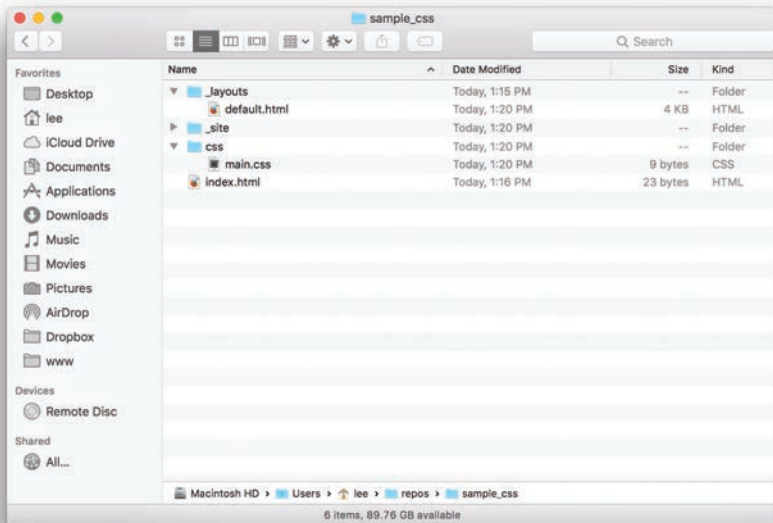 sample_css
Search
Favorites
Desktop
lee
iCloud Drive
Documents
Applications
Downloads
Music
Movies
Pictures
AirDrop
Dropbox
www
Devices
Remote Disc
Shared
All...
Name Date Modified Size Kind
_layouts Today, 1:15 PM -- Folder
default.html Today, 1:20 PM 4 KB HTML
_site Today, 1:20 PM -- Folder
css Today, 1:20 PM -- Folder
main.css Today, 1:20 PM 9 bytes CSS
index.html Today, 1:16 PM 23 bytes HTML
Macintosh HD › Users › lee › repos › sample_css
6 items, 89.76 GB available